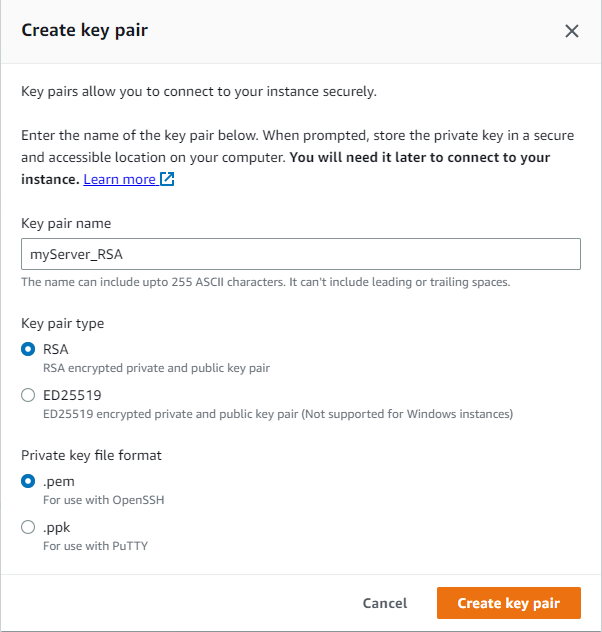 Create key pair
Key pairs allow you to connect to your instance securely.
Enter the name of the key pair below. When prompted, store the private key in a secure
and accessible location on your computer. You will need it later to connect to your
instance. Learn more
Key pair name
myServer_RSA
The name can include upto 255 ASCII characters. It can't include leading or trailing spaces.
Key pair type
RSA
RSA encrypted private and public key pair
ED25519
ED25519 encrypted private and public key pair (Not supported for Windows instances)
Private key file format
.pem
For use with OpenSSH
.ppk
For use with PuTTY
Cancel
Create key pair